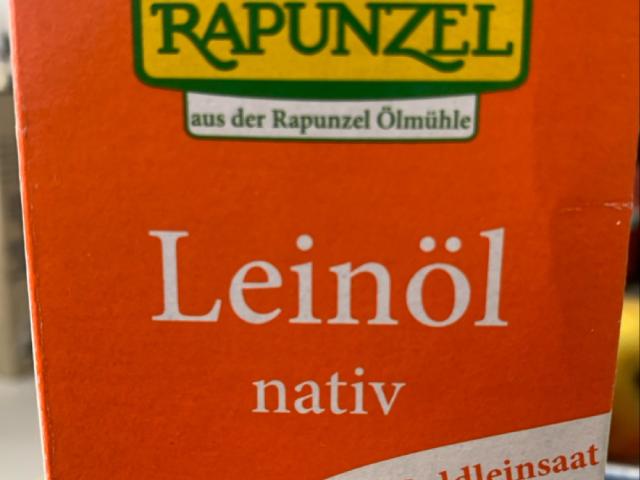 RAPUNZEL
aus der Rapunzel Ölmühle
Leinöl
nativ